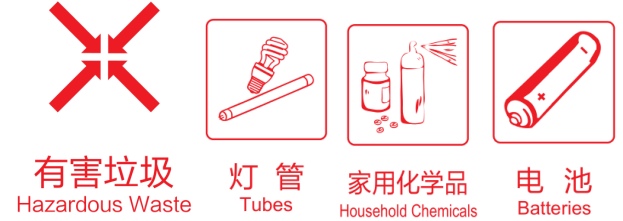 有害垃圾
Hazardous Waste
灯管
Tubes
家用化学品
Household Chemicals
电池
Batteries